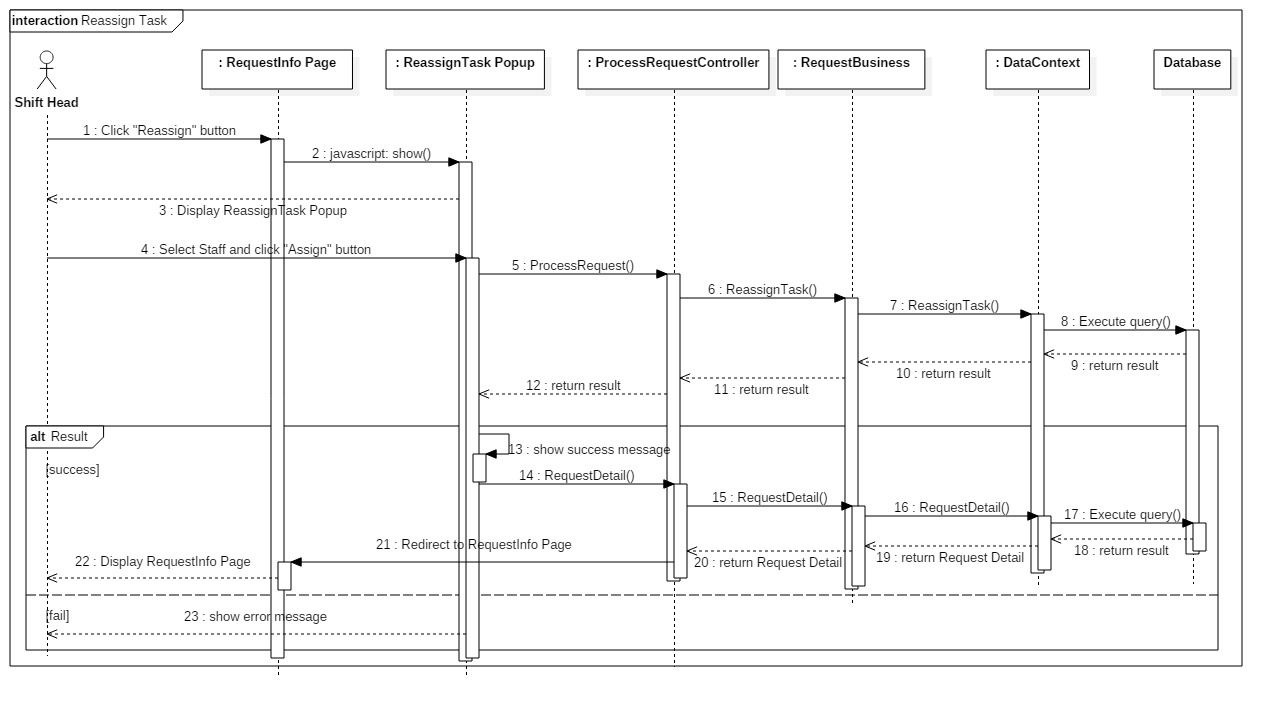 interaction Reassign Task
: RequestInfo Page
: ReassignTask Popup
: ProcessRequestController
: RequestBusiness
: DataContext
Database
Shift Head
1 : Click "Reassign" button
2 : javascript: show()
3 : Display ReassignTask Popup
4 : Select Staff and click "Assign" button
5 : ProcessRequest()
6 : ReassignTask()
7 : ReassignTask()
8 : Execute query()
9 : return result
10 : return result
11 : return result
12 : return result
alt Result
[success]
13 : show success message
14 : RequestDetail()
15 : RequestDetail()
16 : RequestDetail()
17 : Execute query()
18 : return result
19 : return Request Detail
20 : return Request Detail
21 : Redirect to RequestInfo Page
22 : Display RequestInfo Page
[fail]
23 : show error message